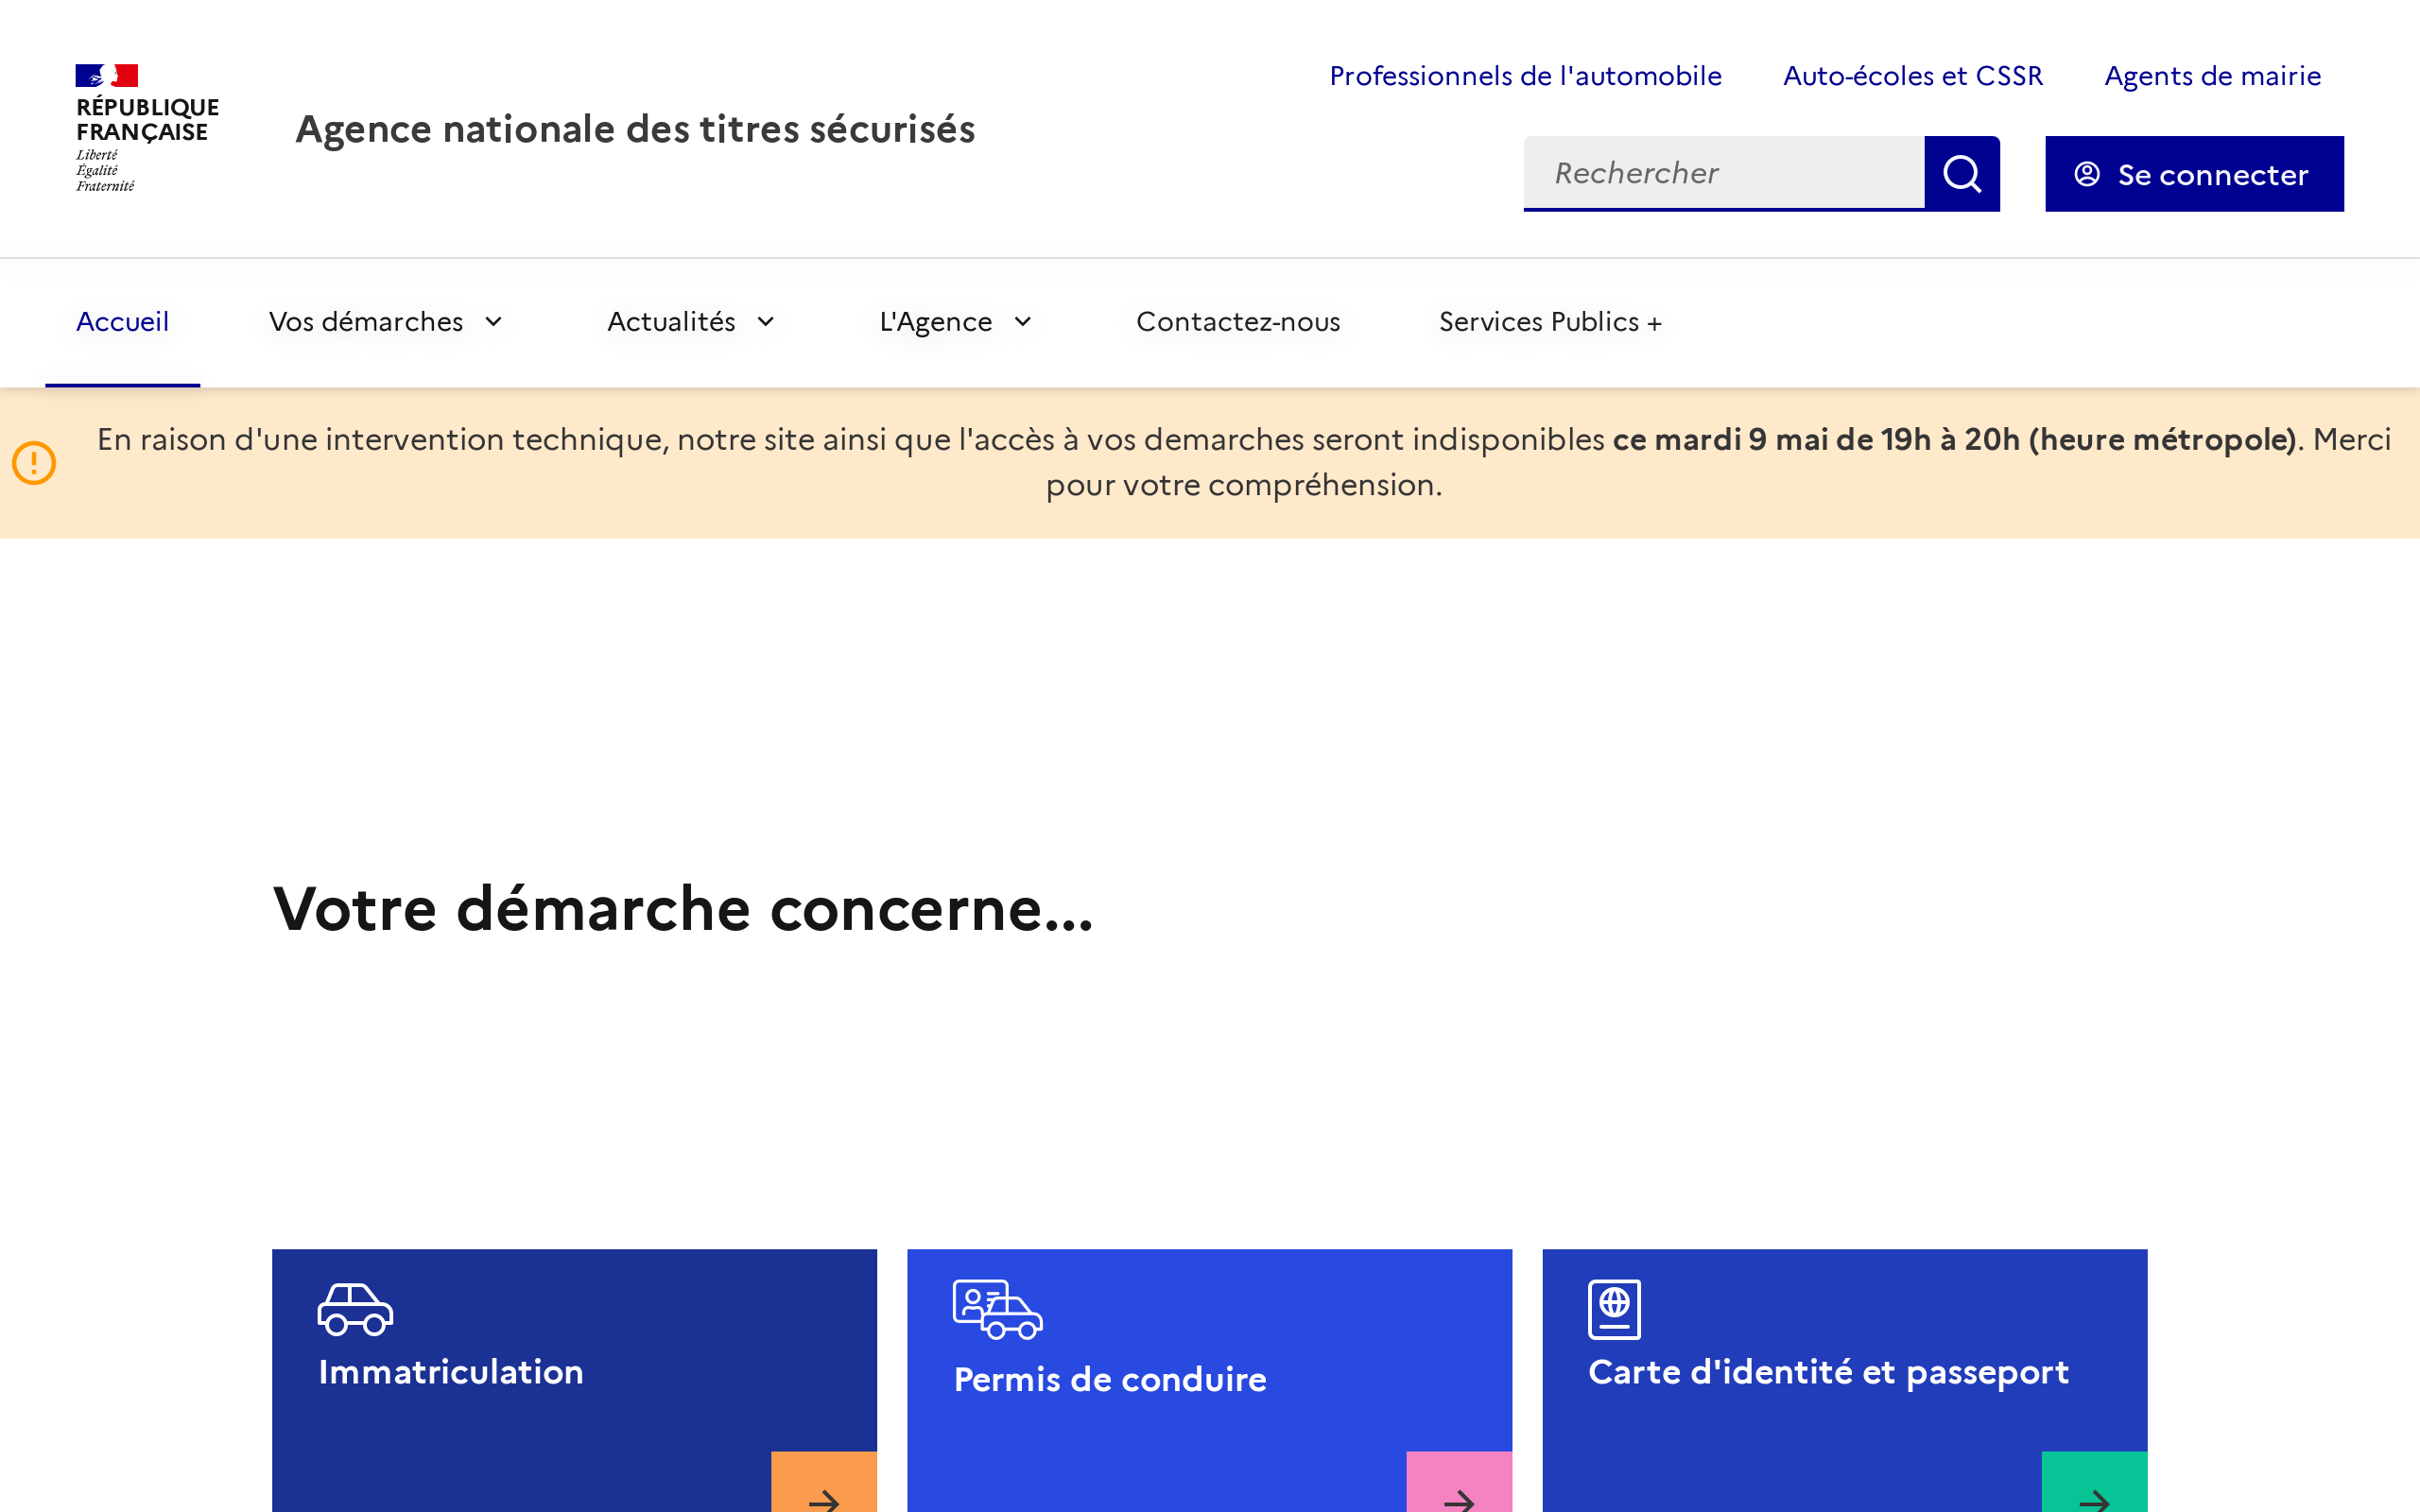 RÉPUBLIQUE
FRANÇAISE
Liberté
Égalité
Fraternité
Agence nationale des titres sécurisés
Professionnels de l'automobile
Auto-écoles et CSSR
Agents de mairie
Rechercher
Se connecter
Accueil
Vos démarches
Actualités
L'Agence
Contactez-nous
Services Publics +
En raison d'une intervention technique, notre site ainsi que l'accès à vos demarches seront indisponibles ce mardi 9 mai de 19h à 20h (heure métropole). Merci
pour votre compréhension.
Votre démarche concerne...
Immatriculation
Permis de conduire
Carte d'identité et passeport